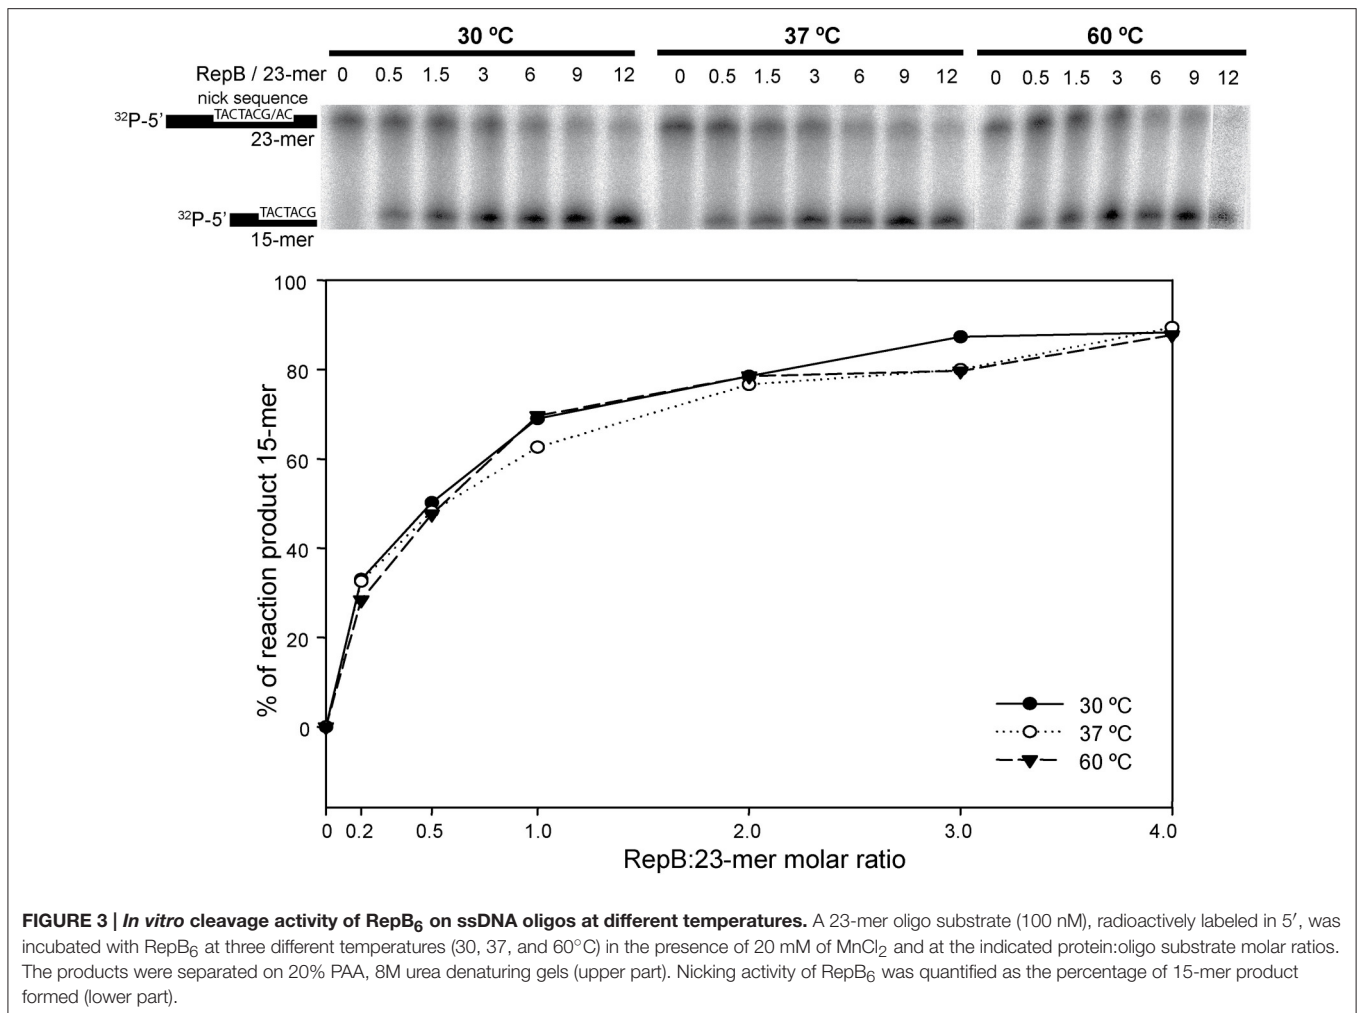 30 ºC 37 ºC 60 ºC
RepB / 23-mer 0 0.5 1.5 3 6 9 12 0 0.5 1.5 3 6 9 12 0 0.5 1.5 3 6 9 12
nick sequence
³²P-5' TACTACG/AC
23-mer
³²P-5' TACTACG
15-mer
100
80
60
40
20
0
% of reaction product 15-mer
30 ºC
37 ºC
60 ºC
0 0.2 0.5 1.0 2.0 3.0 4.0
RepB:23-mer molar ratio
FIGURE 3 | In vitro cleavage activity of RepB₆ on ssDNA oligos at different temperatures. A 23-mer oligo substrate (100 nM), radioactively labeled in 5′, was
incubated with RepB₆ at three different temperatures (30, 37, and 60°C) in the presence of 20 mM of MnCl₂ and at the indicated protein:oligo substrate molar ratios.
The products were separated on 20% PAA, 8M urea denaturing gels (upper part). Nicking activity of RepB₆ was quantified as the percentage of 15-mer product
formed (lower part).